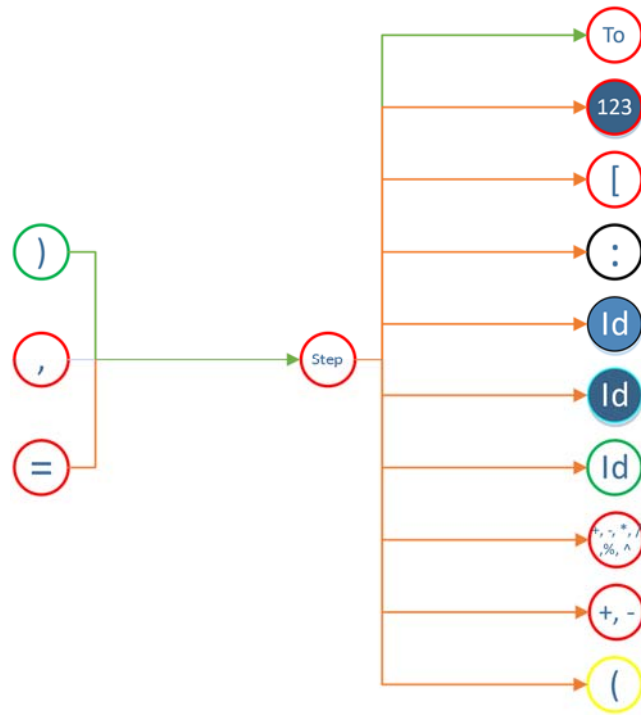 To
123
[
)
:
Id
,
Step
Id
=
Id
+, -, *, /
,%, ^
+, -
(